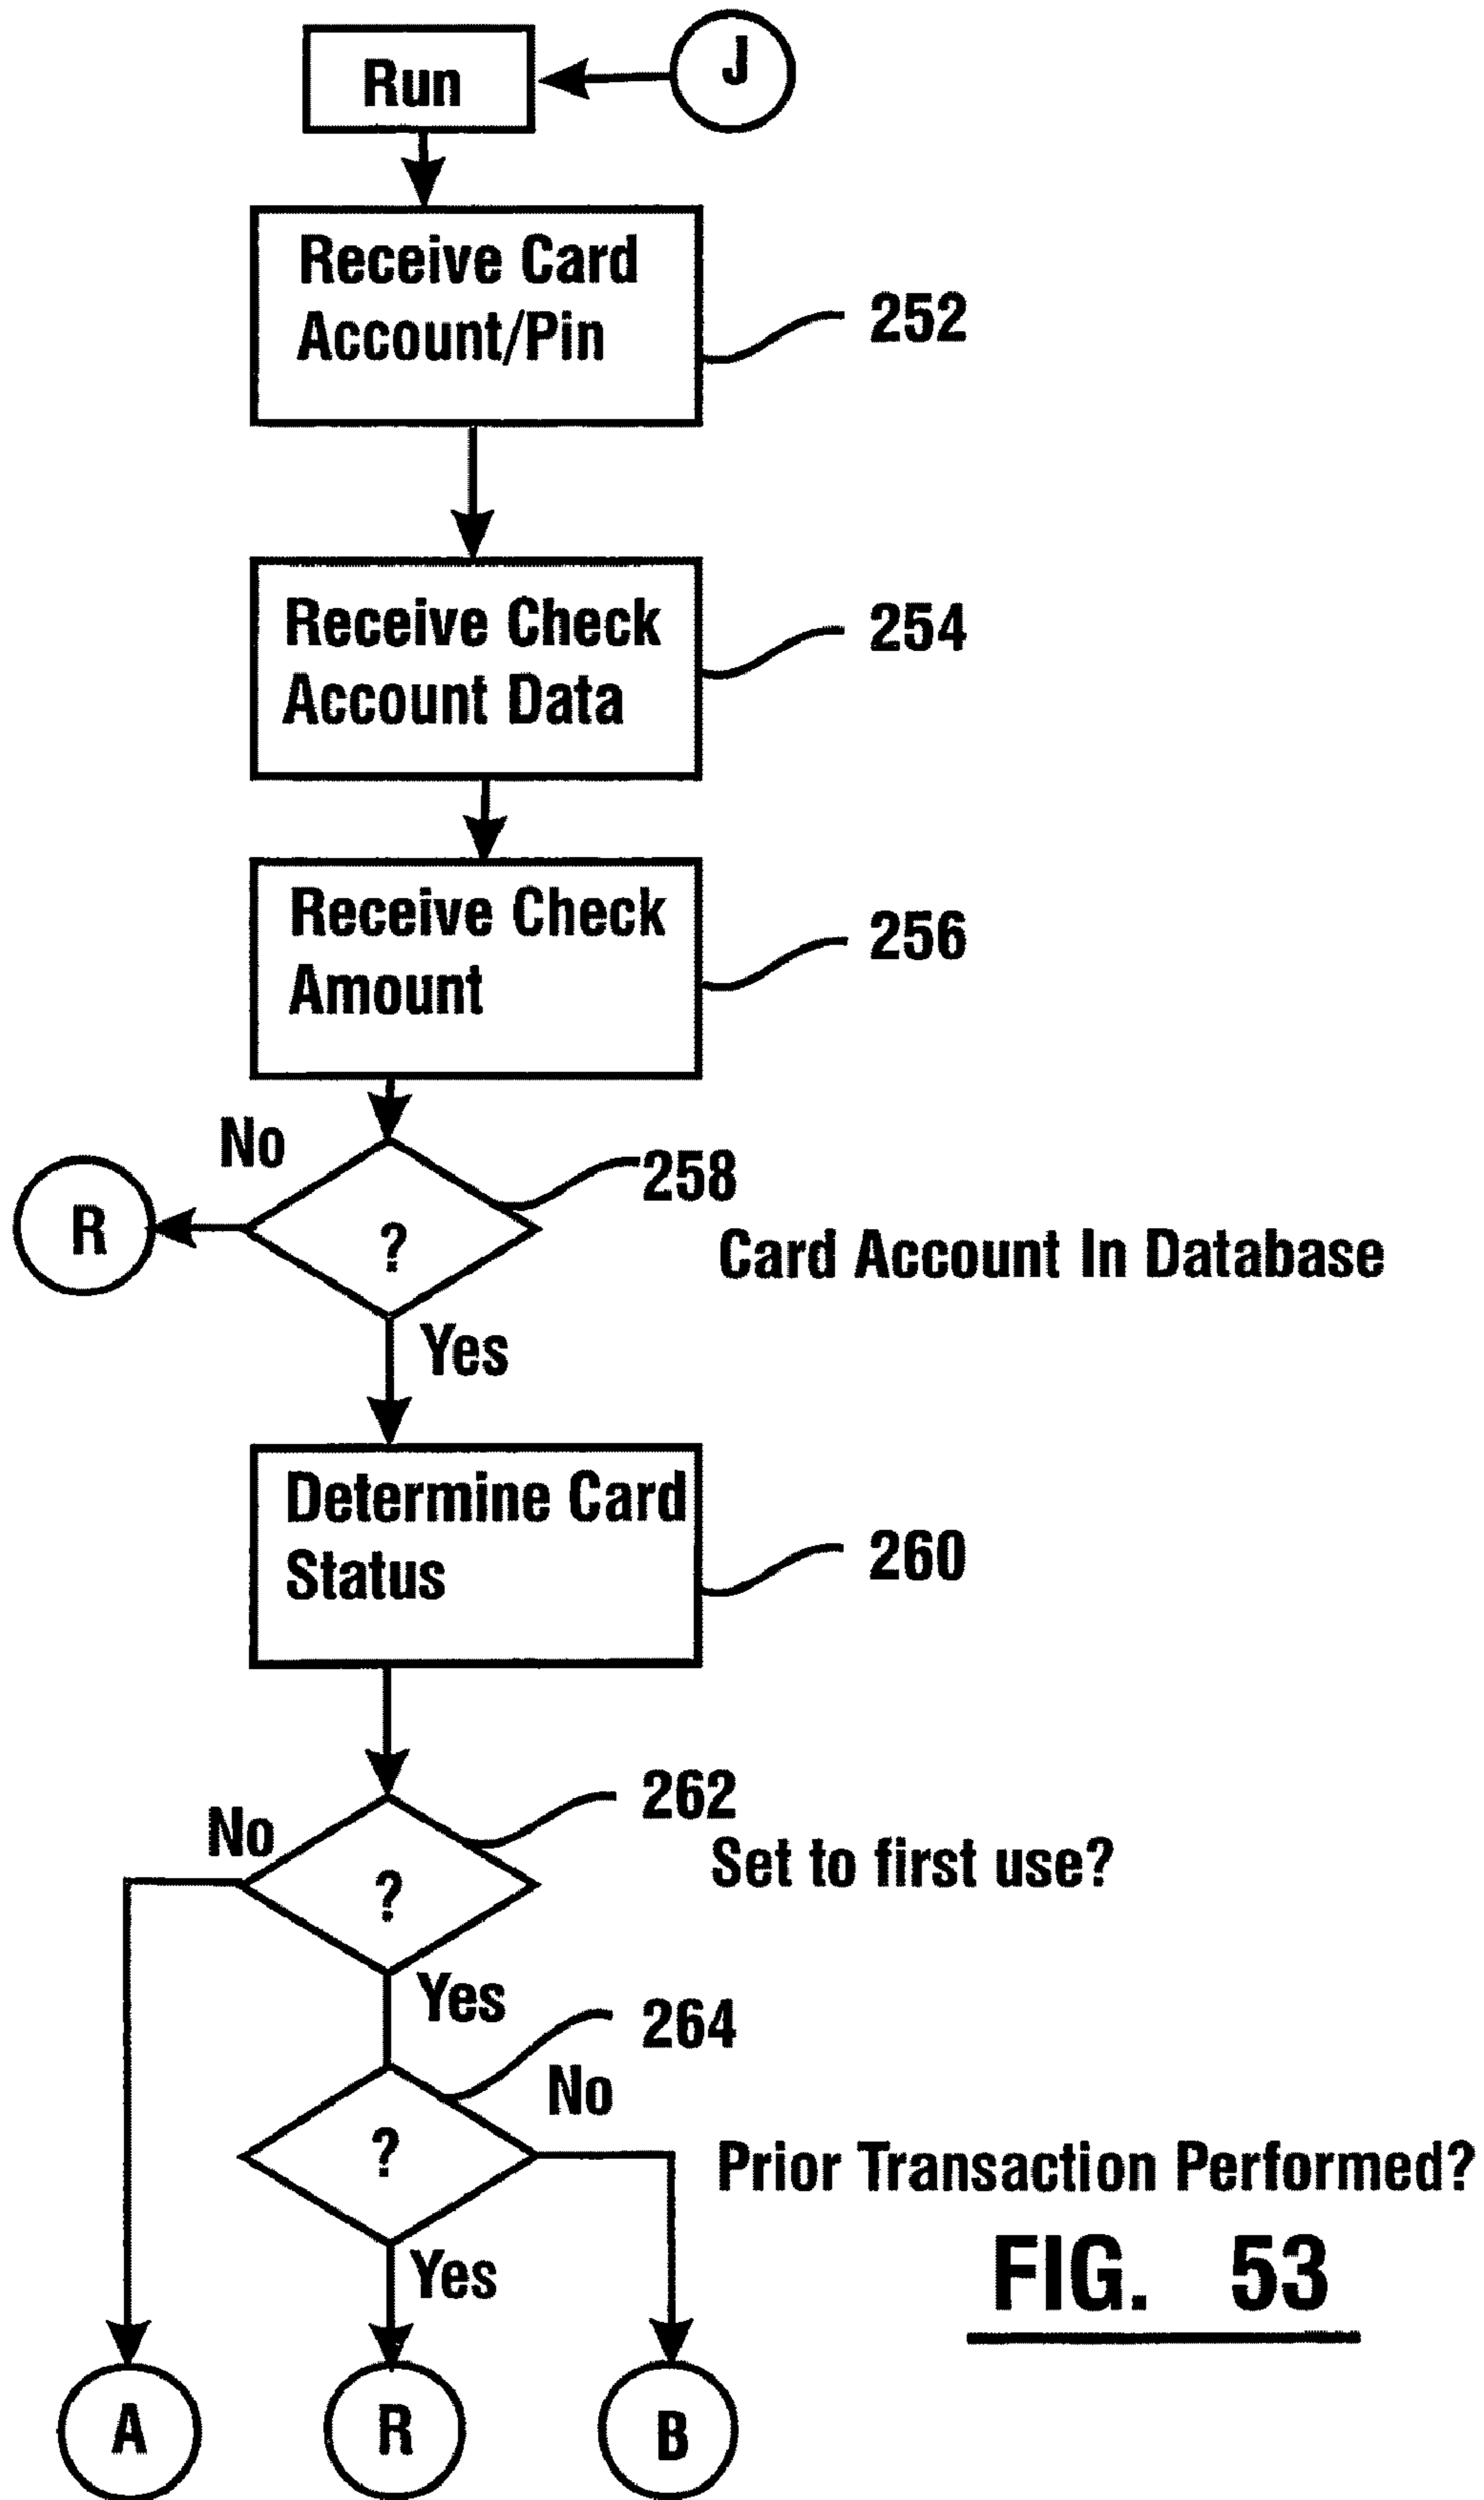 Run
J
Receive Card
Account/Pin
252
Receive Check
Account Data
254
Receive Check
Amount
256
No
258
R
?
Card Account In Database
Yes
Determine Card
Status
260
No
262
?
Set to first use?
Yes
264
No
?
Prior Transaction Performed?
Yes
FIG. 53
A
R
B